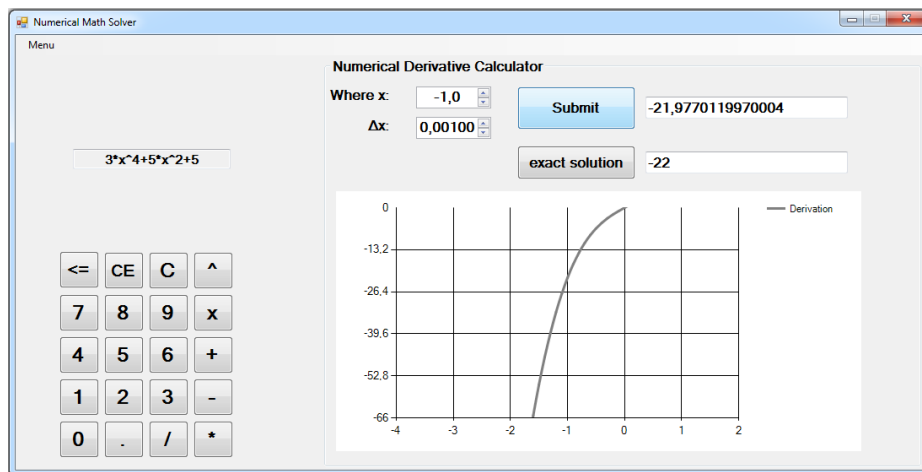 Numerical Math Solver
Menu
Numerical Derivative Calculator
Where x: -1,0 Submit -21,9770119970004
Δx: 0,00100
3*x^4+5*x^2+5
exact solution -22
0
-13,2
-26,4
-39,6
-52,8
-66
-4 -3 -2 -1 0 1 2
Derivation
<= CE C ^
7 8 9 x
4 5 6 +
1 2 3 -
0 . / *